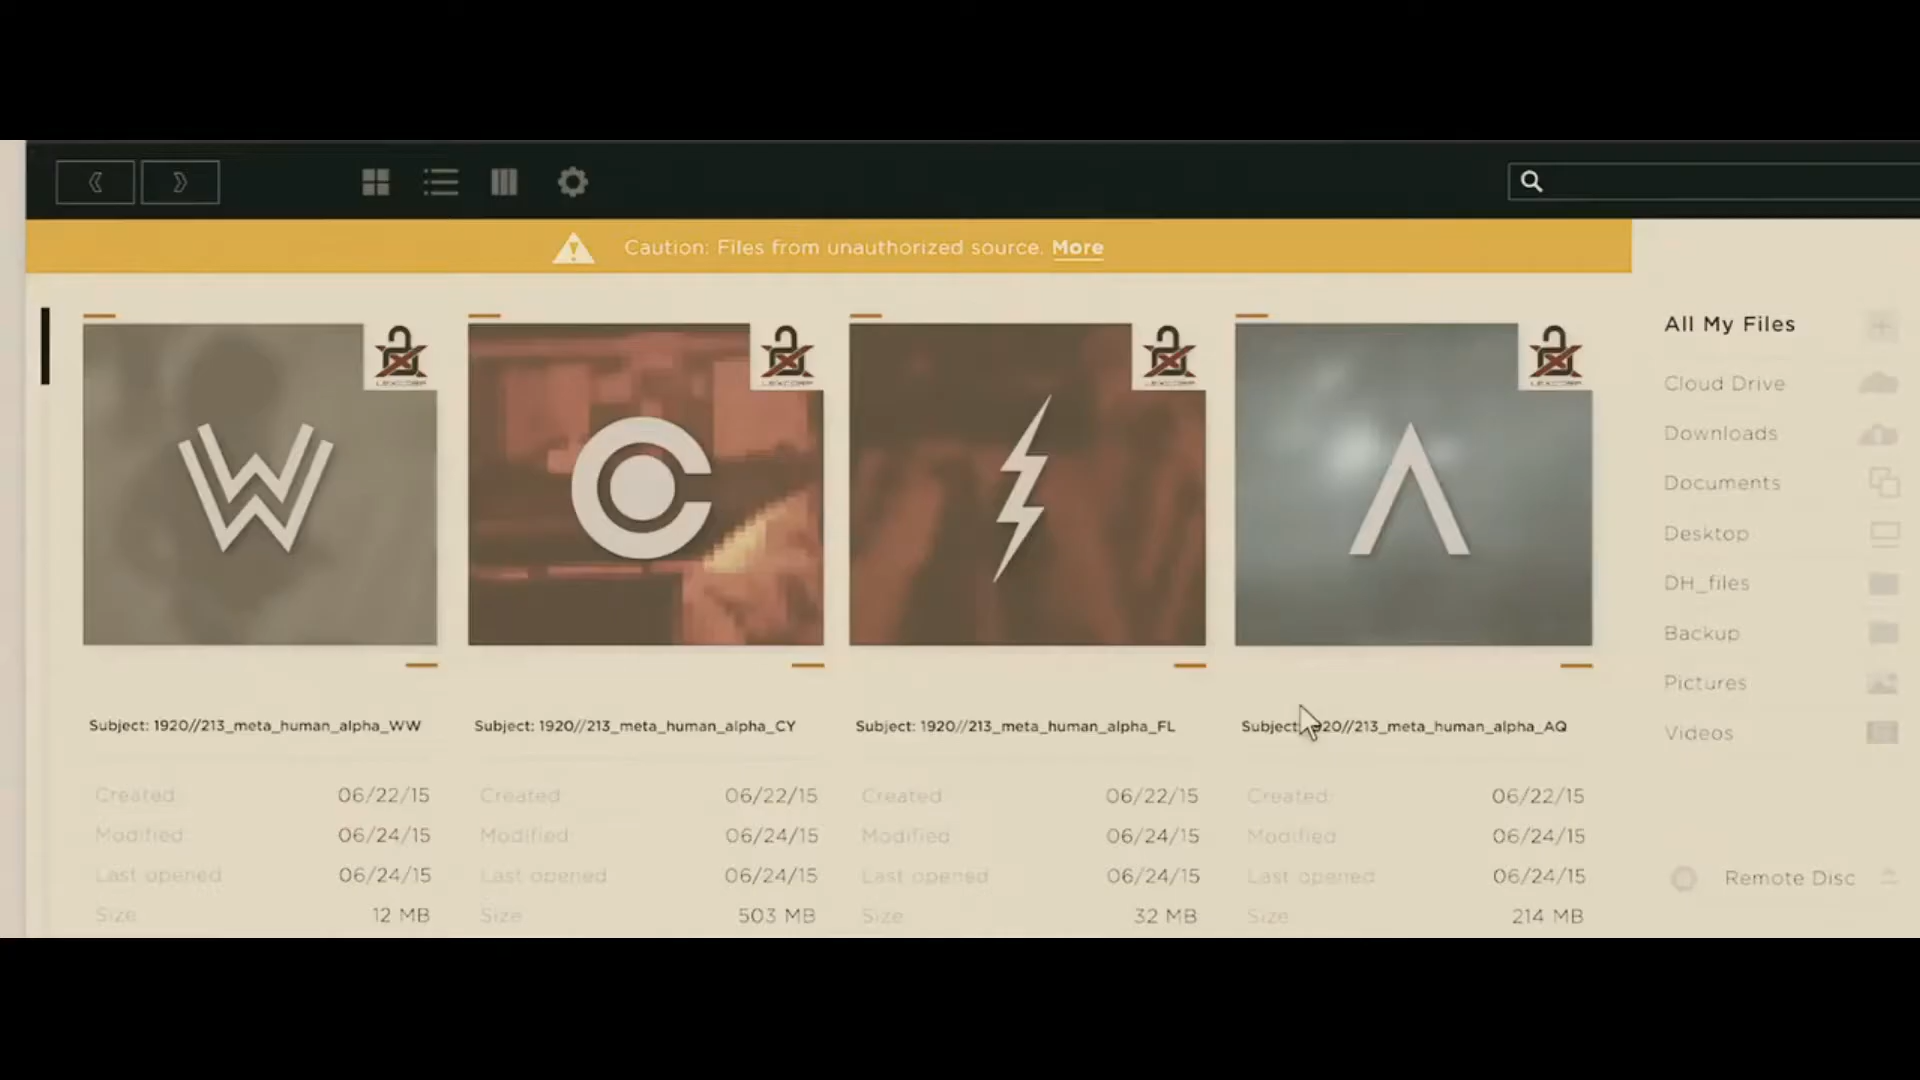 Caution: Files from unauthorized source. More
All My Files
Cloud Drive
Downloads
Documents
Desktop
DH_files
Backup
Pictures
Videos
Remote Disc
LEXCORP
LEXCORP
LEXCORP
LEXCORP
W
C
Subject: 1920//213_meta_human_alpha_WW
Created: 06/22/15
Modified: 06/24/15
Last opened 06/24/15
Size 12 MB
Subject: 1920//213_meta_human_alpha_CY
Created 06/22/15
Modified 06/24/15
Last opened 06/24/15
Size 503 MB
Subject: 1920//213_meta_human_alpha_FL
Created 06/22/15
Modified 06/24/15
Last opened 06/24/15
Size 32 MB
Subject: 20//213_meta_human_alpha_AQ
Created: 06/22/15
Modified 06/24/15
Last opened 06/24/15
Size 214 MB